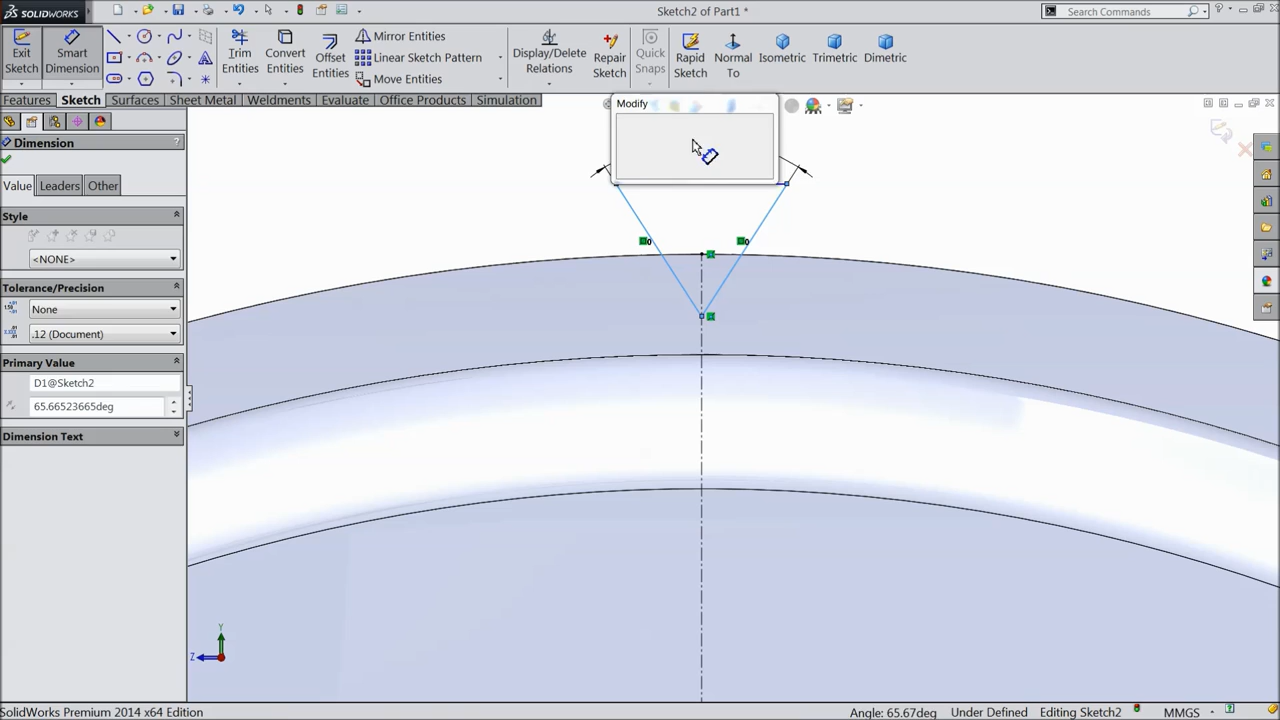 SOLIDWORKS
Sketch2 of Part1 *
Search Commands
Exit Sketch
Smart Dimension
Trim Entities
Convert Entities
Offset Entities
Mirror Entities
Linear Sketch Pattern
Move Entities
Display/Delete Relations
Repair Sketch
Quick Snaps
Rapid Sketch
Normal To
Isometric
Trimetric
Dimetric
Features Sketch Surfaces Sheet Metal Weldments Evaluate Office Products Simulation
Modify
Dimension
Value Leaders Other
Style
<NONE>
Tolerance/Precision
None
.12 (Document)
Primary Value
D1@Sketch2
65.66523665deg
Dimension Text
0
0
Y
Z
SolidWorks Premium 2014 x64 Edition
Angle: 65.67deg Under Defined Editing Sketch2 MMGS